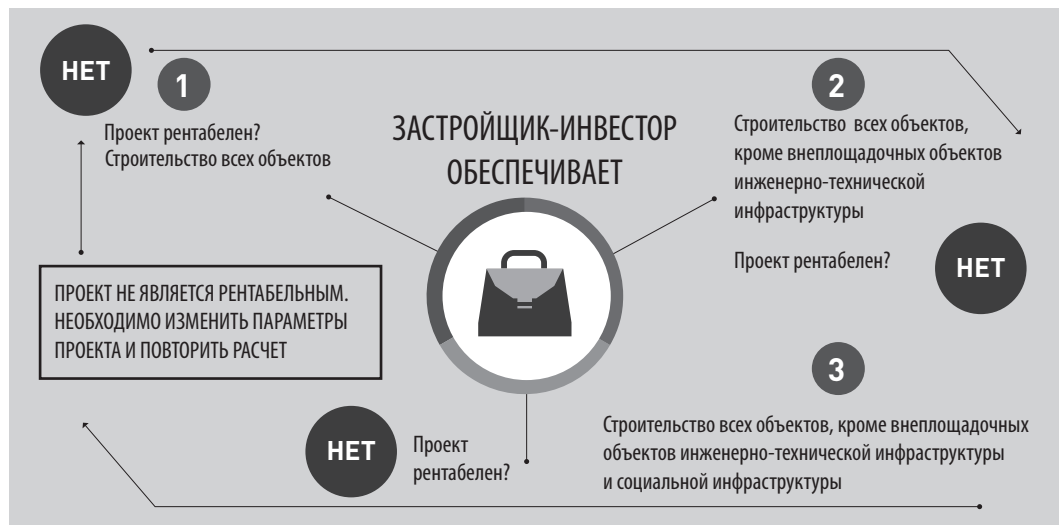 НЕТ
1
Проект рентабелен?
Строительство всех объектов
ЗАСТРОЙЩИК-ИНВЕСТОР
ОБЕСПЕЧИВАЕТ
2
Строительство всех объектов,
кроме внеплощадочных объектов
инженерно-технической
инфраструктуры
Проект рентабелен?
НЕТ
3
Строительство всех объектов, кроме внеплощадочных
объектов инженерно-технической инфраструктуры
и социальной инфраструктуры
Проект
рентабелен?
НЕТ
ПРОЕКТ НЕ ЯВЛЯЕТСЯ РЕНТАБЕЛЬНЫМ.
НЕОБХОДИМО ИЗМЕНИТЬ ПАРАМЕТРЫ
ПРОЕКТА И ПОВТОРИТЬ РАСЧЕТ